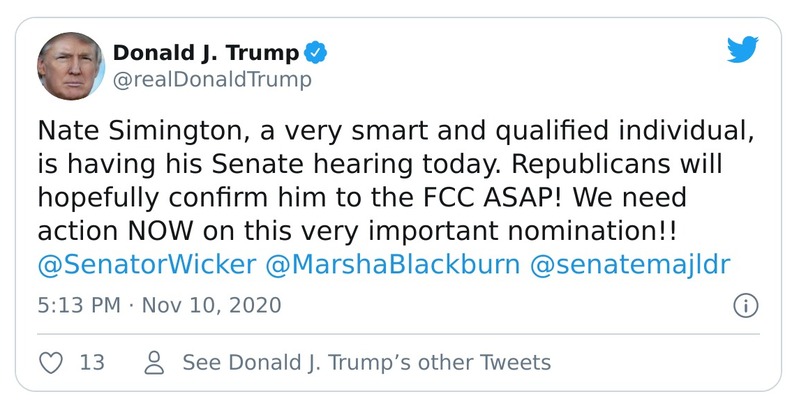 Donald J. Trump
@realDonaldTrump
Nate Simington, a very smart and qualified individual,
is having his Senate hearing today. Republicans will
hopefully confirm him to the FCC ASAP! We need
action NOW on this very important nomination!!
@SenatorWicker @MarshaBlackburn @senatemajldr
5:13 PM · Nov 10, 2020
13
See Donald J. Trump’s other Tweets